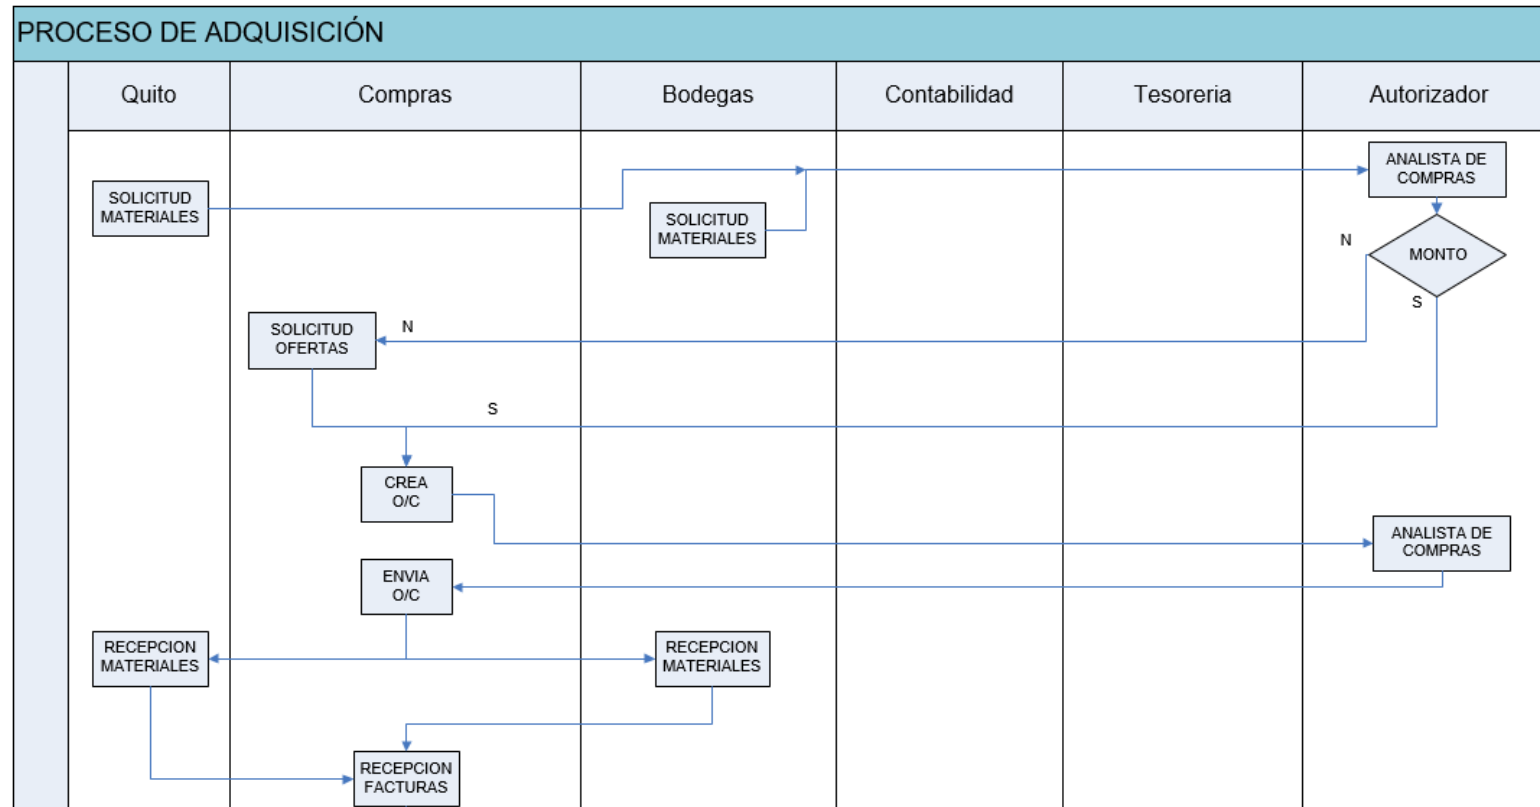 PROCESO DE ADQUISICIÓN
Quito
Compras
Bodegas
Contabilidad
Tesoreria
Autorizador
ANALISTA DE
COMPRAS
SOLICITUD
MATERIALES
SOLICITUD
MATERIALES
N
MONTO
S
SOLICITUD
OFERTAS
N
S
CREA
O/C
ANALISTA DE
COMPRAS
ENVIA
O/C
RECEPCION
MATERIALES
RECEPCION
MATERIALES
RECEPCION
FACTURAS